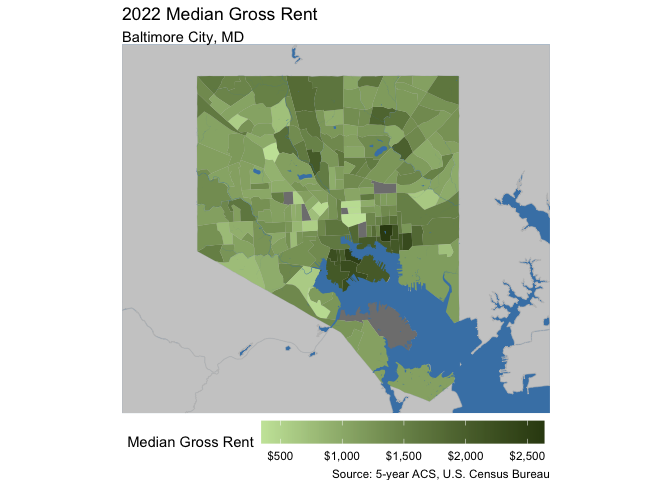 2022 Median Gross Rent
Baltimore City, MD
Median Gross Rent
$500 $1,000 $1,500 $2,000 $2,500
Source: 5-year ACS, U.S. Census Bureau